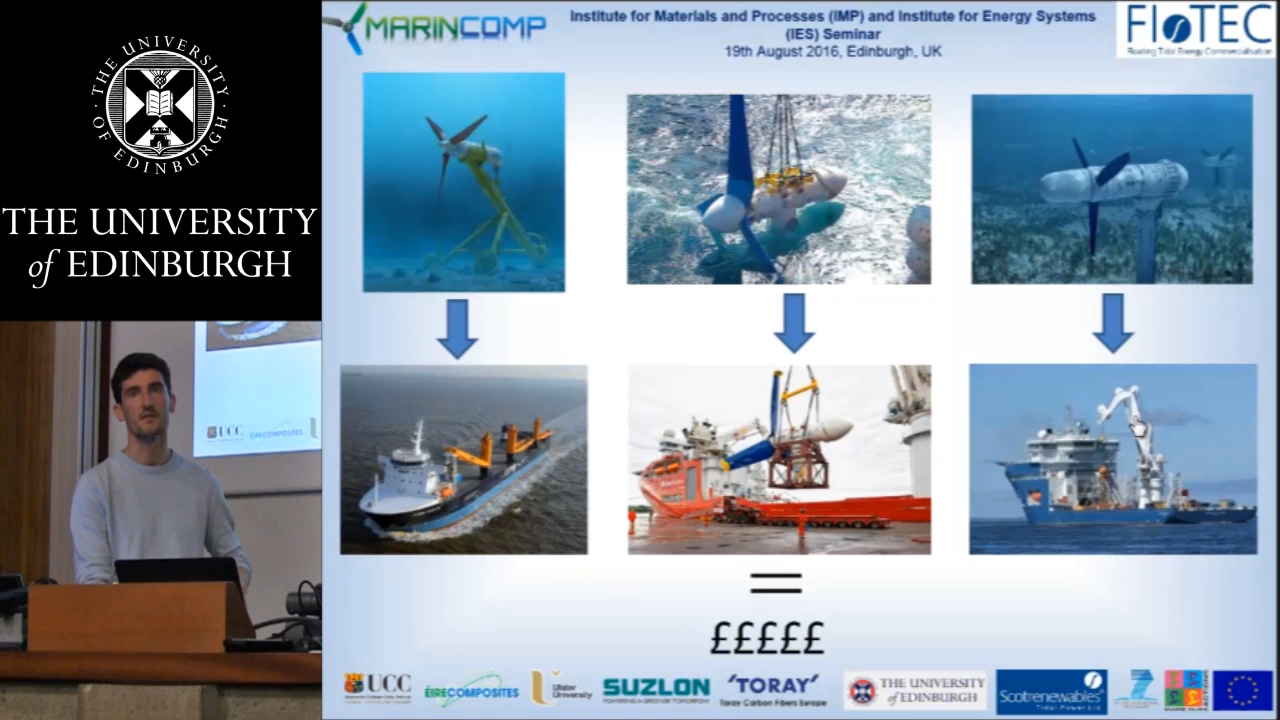 THE UNIVERSITY OF EDINBURGH
THE UNIVERSITY
of EDINBURGH
UCC
ÉIRECOMPOSITES
MARINCOMP
Institute for Materials and Processes (IMP) and Institute for Energy Systems
(IES) Seminar
19th August 2016, Edinburgh, UK
FloTEC
Floating Tidal Energy Commercialisation
=
£££££
UCC
ÉIRECOMPOSITES
Ulster
University
SUZLON
POWERING A GREENER TOMORROW
'TORAY'
Toray Carbon Fibers Europe
THE UNIVERSITY
of EDINBURGH
Scotrenewables
Tidal Power Ltd